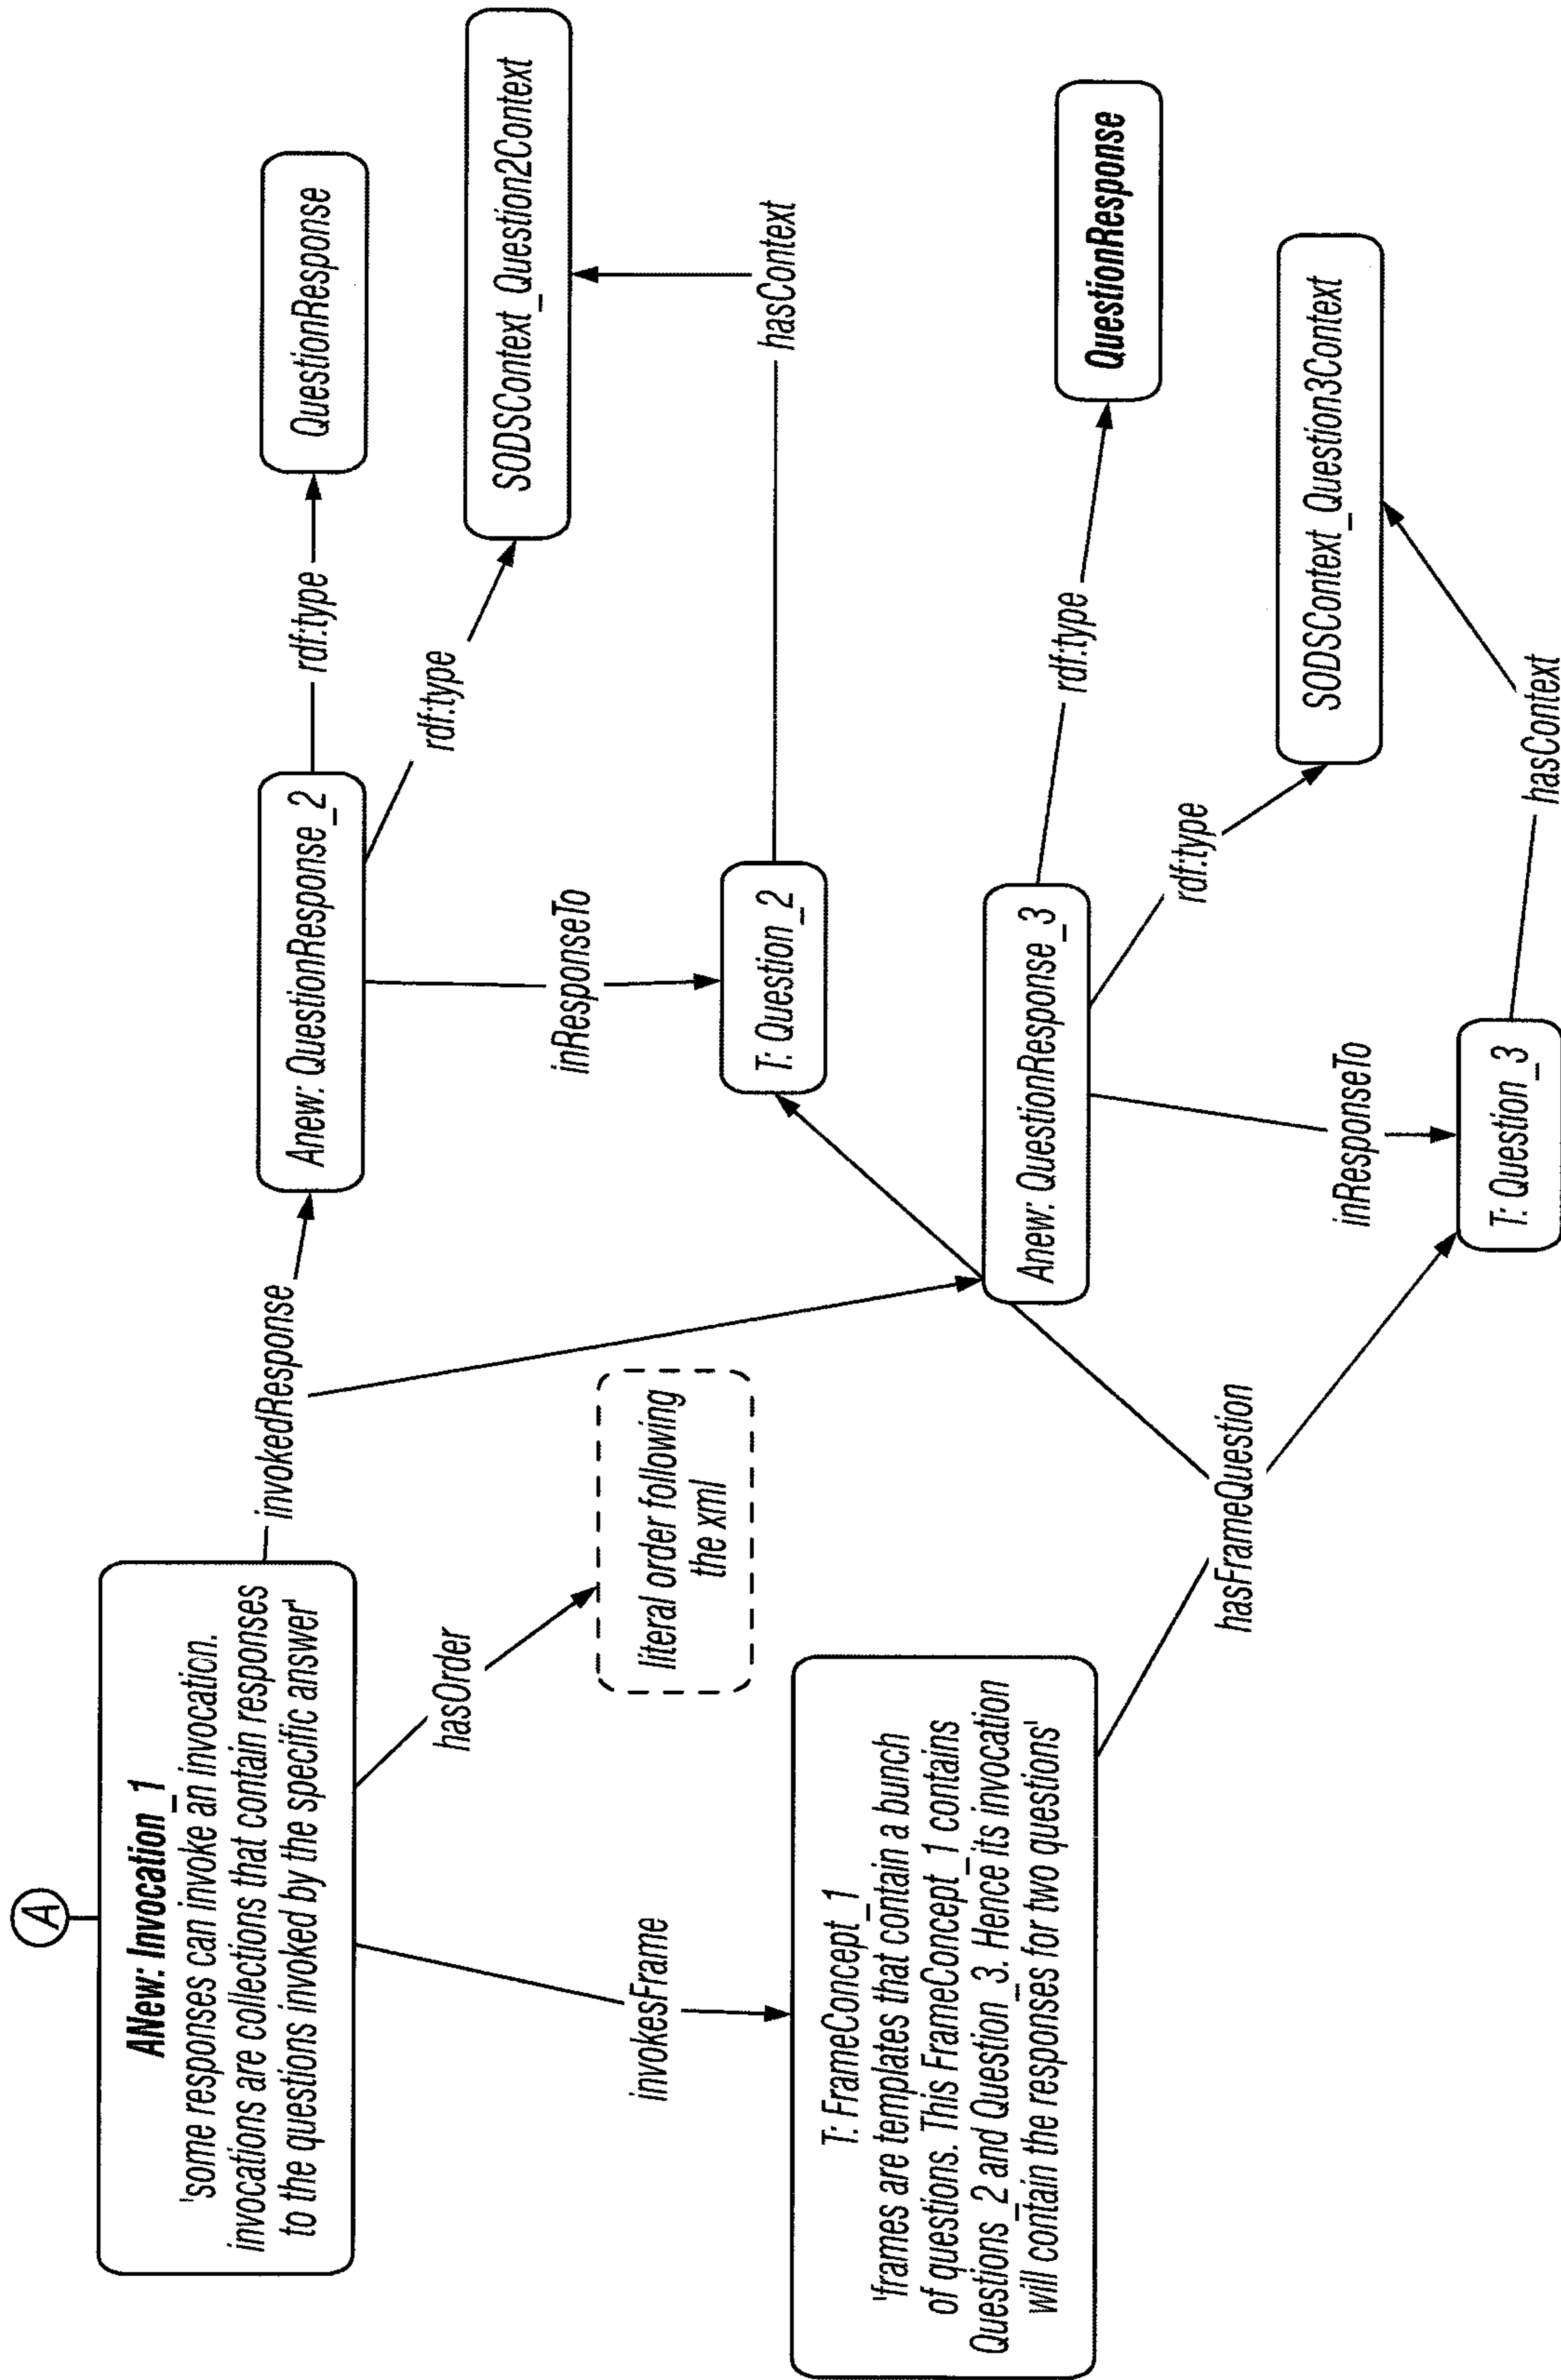 A
ANew: Invocation_1
'some responses can invoke an invocation.
invocations are collections that contain responses
to the questions invoked by the specific answer'
invokedResponse
Anew: QuestionResponse_2
rdf:type
QuestionResponse
rdf:type
SODSContext_Question2Context
hasOrder
literal order following
the xml
inResponseTo
T: Question_2
hasContext
invokesFrame
T: FrameConcept_1
'frames are templates that contain a bunch
of questions. This FrameConcept_1 contains
Questions_2 and Question_3. Hence its invocation
will contain the responses for two questions'
hasFrameQuestion
Anew: QuestionResponse_3
rdf:type
QuestionResponse
rdf:type
SODSContext_Question3Context
inResponseTo
T: Question_3
hasContext